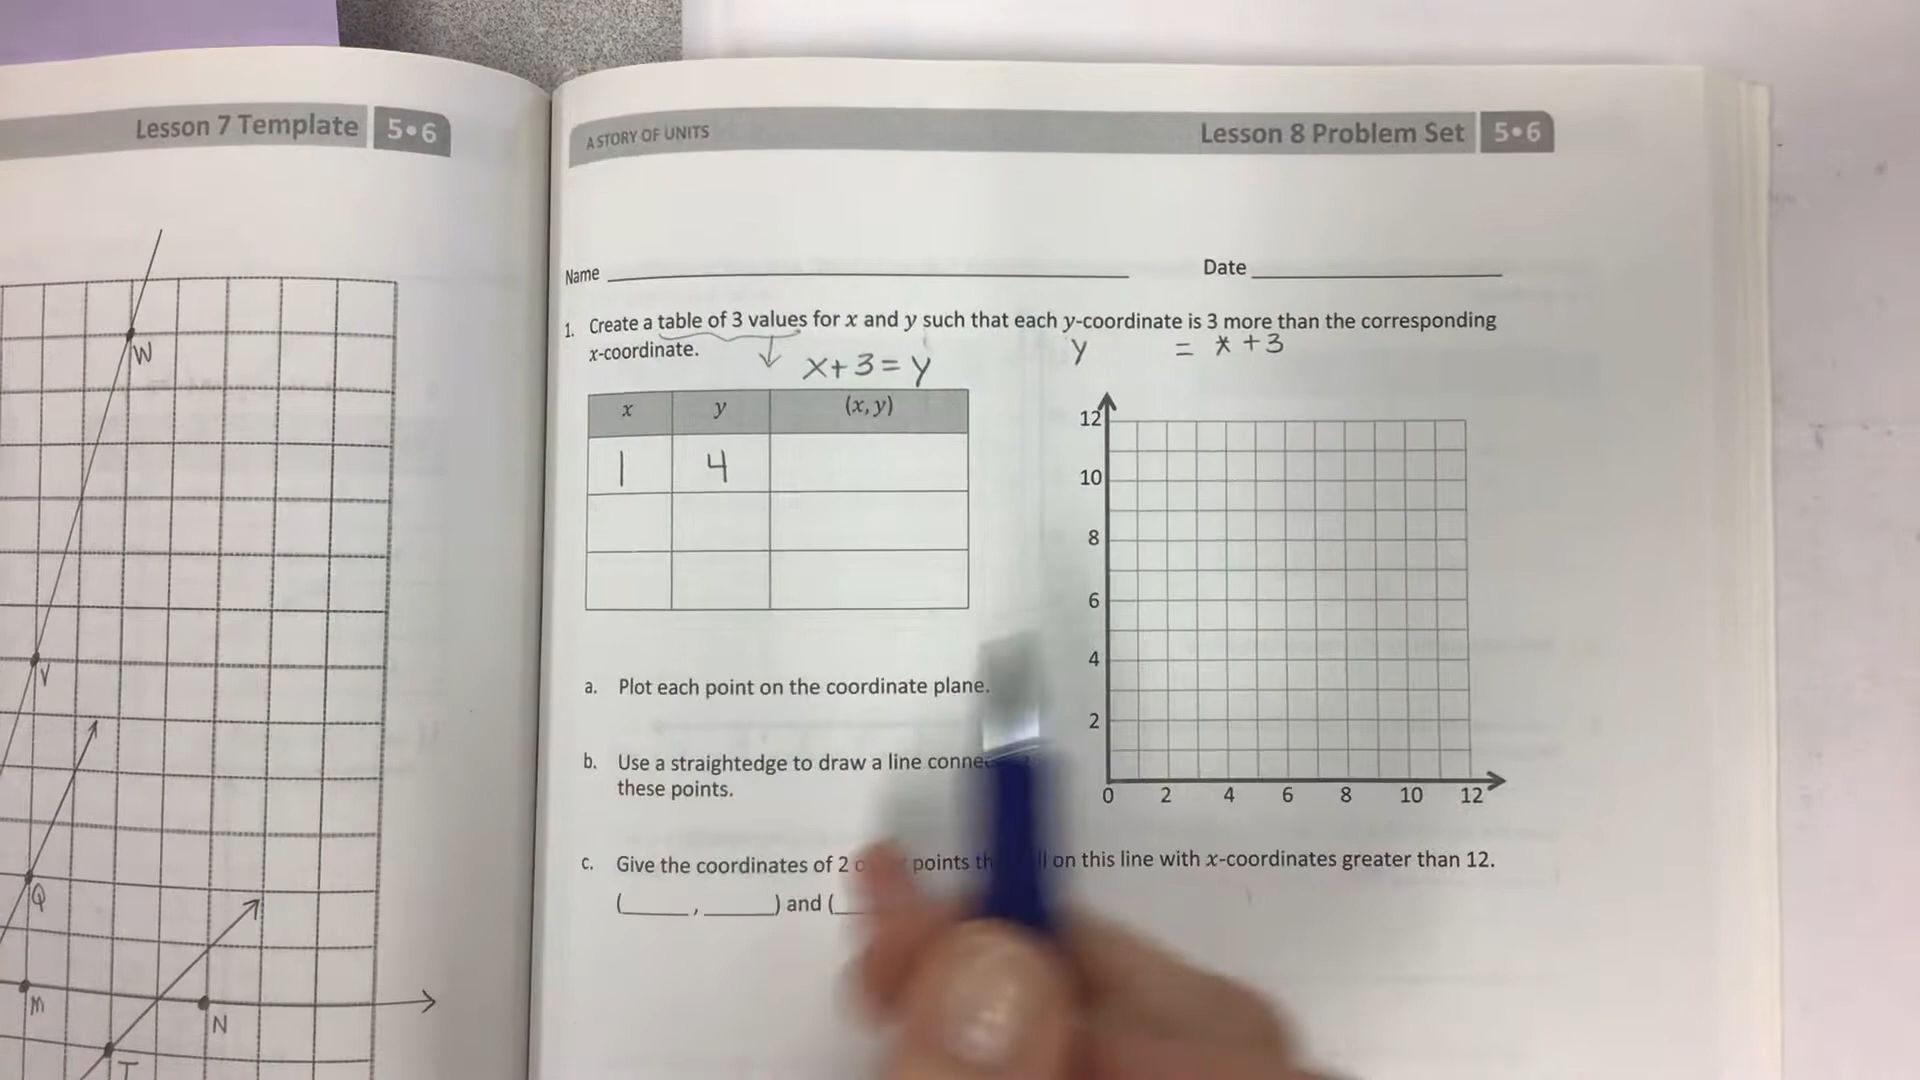 Lesson 7 Template 5•6
W
V
Q
M
N
T
A STORY OF UNITS
Lesson 8 Problem Set 5•6
Name
Date
1. Create a table of 3 values for x and y such that each y-coordinate is 3 more than the corresponding
x-coordinate.
y = x + 3
x + 3 = y
x y (x, y)
1 4
12
10
8
6
4
2
0 2 4 6 8 10 12
a. Plot each point on the coordinate plane.
b. Use a straightedge to draw a line
these points.
c. Give the coordinates of 2 points on this line with x-coordinates greater than 12.
(_____, _____) and (